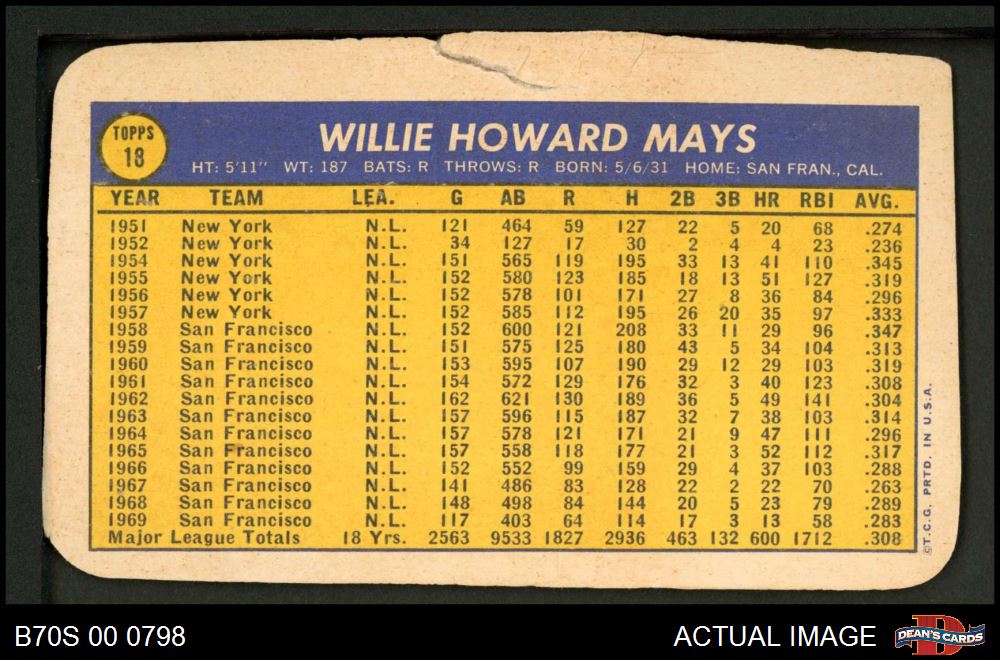 TOPPS
18
WILLIE HOWARD MAYS
HT: 5'11" WT: 187 BATS: R THROWS: R BORN: 5/6/31 HOME: SAN FRAN., CAL.
YEAR TEAM LEA. G AB R H 2B 3B HR RBI AVG.
1951 New York N.L. 121 464 59 127 22 5 20 68 .274
1952 New York N.L. 34 127 17 30 2 4 4 23 .236
1954 New York N.L. 151 565 119 195 33 13 41 110 .345
1955 New York N.L. 152 580 123 185 18 13 51 127 .319
1956 New York N.L. 152 578 101 171 27 8 36 84 .296
1957 New York N.L. 152 585 112 195 26 20 35 97 .333
1958 San Francisco N.L. 152 600 121 208 33 11 29 96 .347
1959 San Francisco N.L. 151 575 125 180 43 5 34 104 .313
1960 San Francisco N.L. 153 595 107 190 29 12 29 103 .319
1961 San Francisco N.L. 154 572 129 176 32 3 40 123 .308
1962 San Francisco N.L. 162 621 130 189 36 5 49 141 .304
1963 San Francisco N.L. 157 596 115 187 32 7 38 103 .314
1964 San Francisco N.L. 157 578 121 171 21 9 47 111 .296
1965 San Francisco N.L. 157 558 118 177 21 3 52 112 .317
1966 San Francisco N.L. 152 552 99 159 29 4 37 103 .288
1967 San Francisco N.L. 141 486 83 128 22 2 22 70 .263
1968 San Francisco N.L. 148 498 84 144 20 5 23 79 .289
1969 San Francisco N.L. 117 403 64 114 17 3 13 58 .283
Major League Totals 18 Yrs. 2563 9533 1827 2936 463 132 600 1712 .308
©T.C.G. PRTD. IN U.S.A.
B70S 00 0798 ACTUAL IMAGE
DEAN'S CARDS